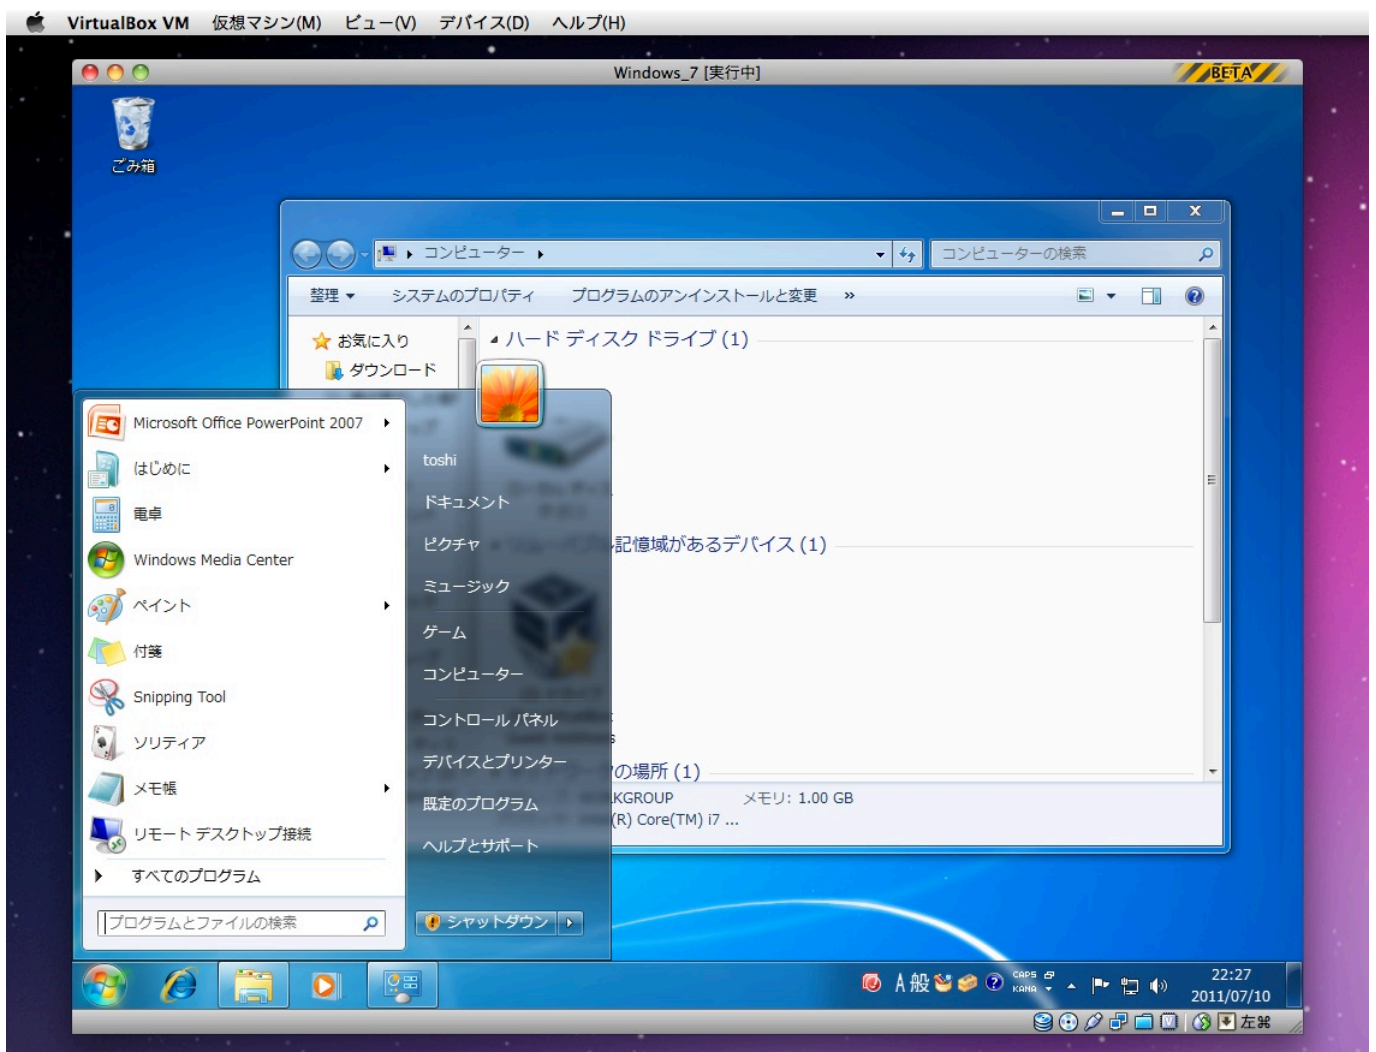 VirtualBox VM 仮想マシン(M) ビュー(V) デバイス(D) ヘルプ(H)
Windows_7 [実行中]
BETA
ごみ箱
コンピューター
コンピューターの検索
整理 システムのプロパティ プログラムのアンインストールと変更 »
お気に入り
ダウンロード
ハード ディスク ドライブ (1)
記憶域があるデバイス (1)
の場所 (1)
KGROUP メモリ: 1.00 GB
(R) Core(TM) i7 ...
Microsoft Office PowerPoint 2007
はじめに
電卓
Windows Media Center
ペイント
付箋
Snipping Tool
ソリティア
メモ帳
リモート デスクトップ接続
すべてのプログラム
プログラムとファイルの検索
toshi
ドキュメント
ピクチャ
ミュージック
ゲーム
コンピューター
コントロール パネル
デバイスとプリンター
既定のプログラム
ヘルプとサポート
シャットダウン
A 般
CAPS
KANA
22:27
2011/07/10
左⌘